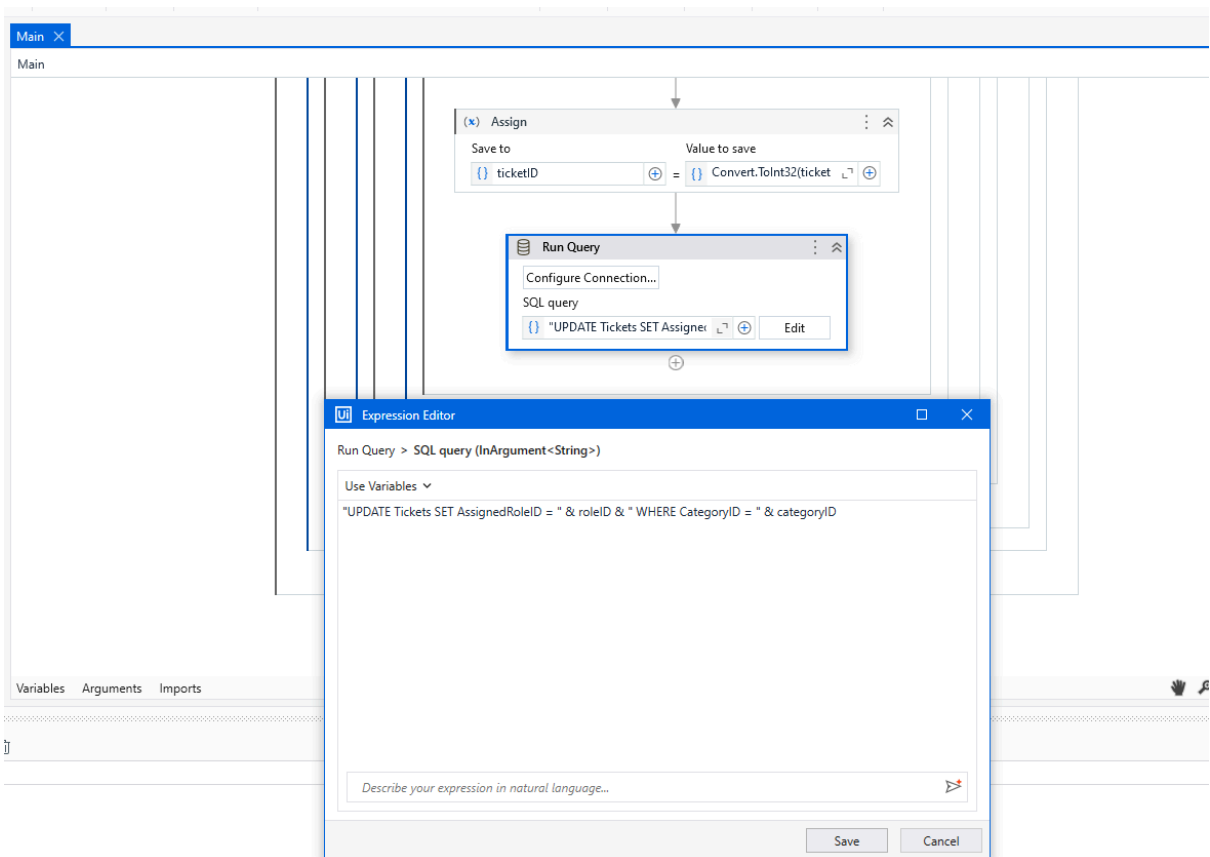 Main
Main
(x) Assign
Save to Value to save
{} ticketID = {} Convert.ToInt32(ticket
Run Query
Configure Connection...
SQL query
{} "UPDATE Tickets SET Assigne Edit
Ui Expression Editor
Run Query > SQL query (InArgument<String>)
Use Variables
"UPDATE Tickets SET AssignedRoleID = " & roleID & " WHERE CategoryID = " & categoryID
Variables Arguments Imports
Describe your expression in natural language...
Save Cancel